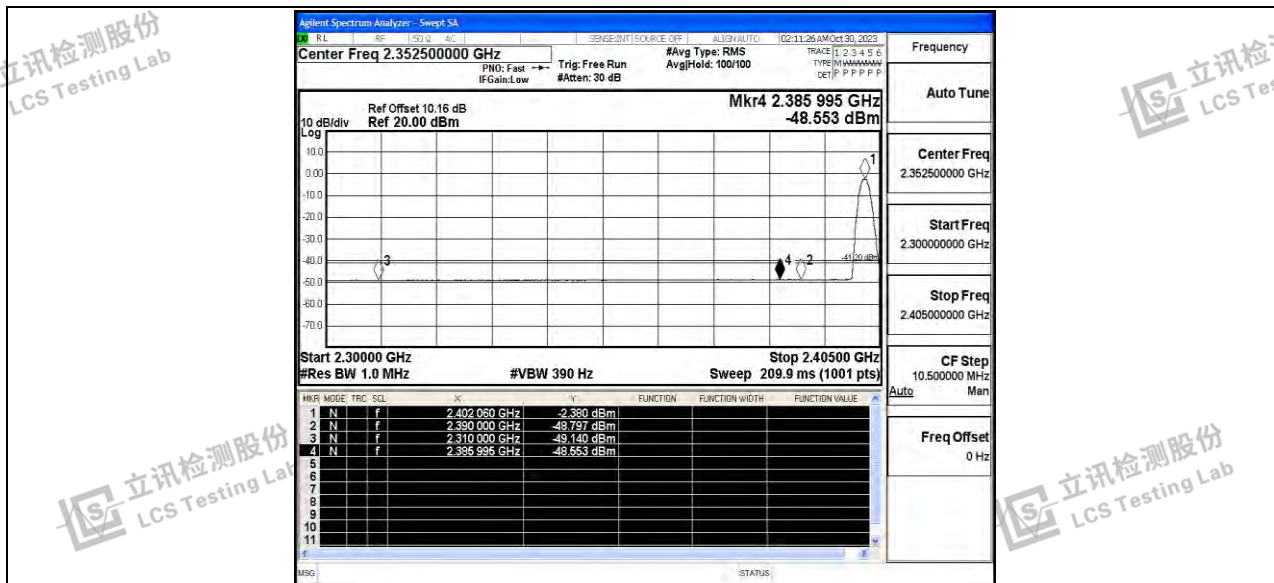 立讯检测股份
LCS Testing Lab
立讯检
LCS Tes
Agilent Spectrum Analyzer - Swept SA
RL RF 50 Ω AC SENSE:INT SOURCE OFF ALIGN AUTO 02:11:26 AM Oct 30, 2023
Center Freq 2.352500000 GHz
PNO: Fast
IFGain:Low
Trig: Free Run
#Atten: 30 dB
#Avg Type: RMS
Avg|Hold: 100/100
TRACE 1 2 3 4 5 6
TYPE M
DET P P P P P P
Ref Offset 10.16 dB
10 dB/div Ref 20.00 dBm
Log
Mkr4 2.385 995 GHz
-48.553 dBm
10.0
0.00
-10.0
-20.0
-30.0
-40.0
-50.0
-60.0
-70.0
1
3
4
2
-41.20 dBm
Start 2.30000 GHz Stop 2.40500 GHz
#Res BW 1.0 MHz #VBW 390 Hz Sweep 209.9 ms (1001 pts)
MKR MODE TRC SCL X Y FUNCTION FUNCTION WIDTH FUNCTION VALUE
1 N f 2.402 060 GHz -2.380 dBm
2 N f 2.390 000 GHz -48.797 dBm
3 N f 2.310 000 GHz -49.140 dBm
4 N f 2.385 995 GHz -48.553 dBm
5
6
7
8
9
10
11
MSG STATUS
Frequency
Auto Tune
Center Freq
2.352500000 GHz
Start Freq
2.300000000 GHz
Stop Freq
2.405000000 GHz
CF Step
10.500000 MHz
Auto Man
Freq Offset
0 Hz
立讯检测股份
LCS Testing Lab
立讯检测股份
LCS Testing Lab